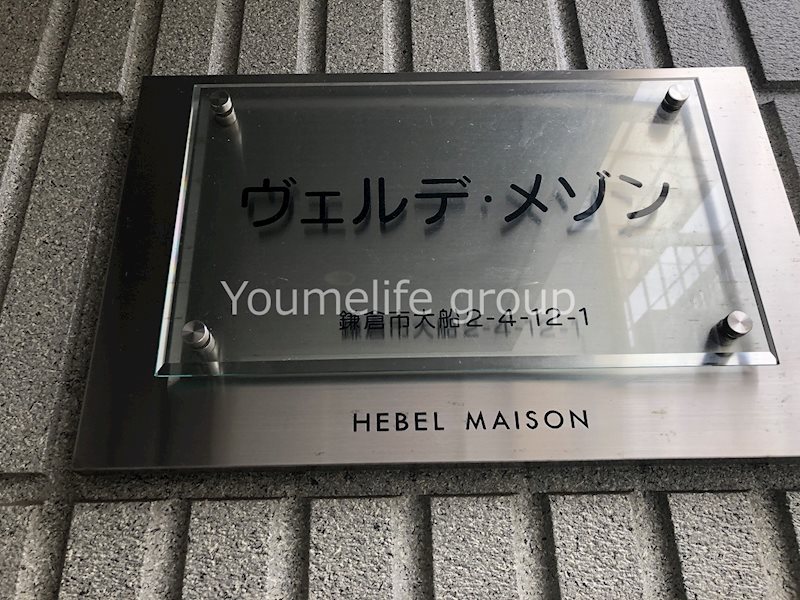 ヴェルデ・メゾン
Youmelife group
鎌倉市大船2-4-12-1
HEBEL MAISON